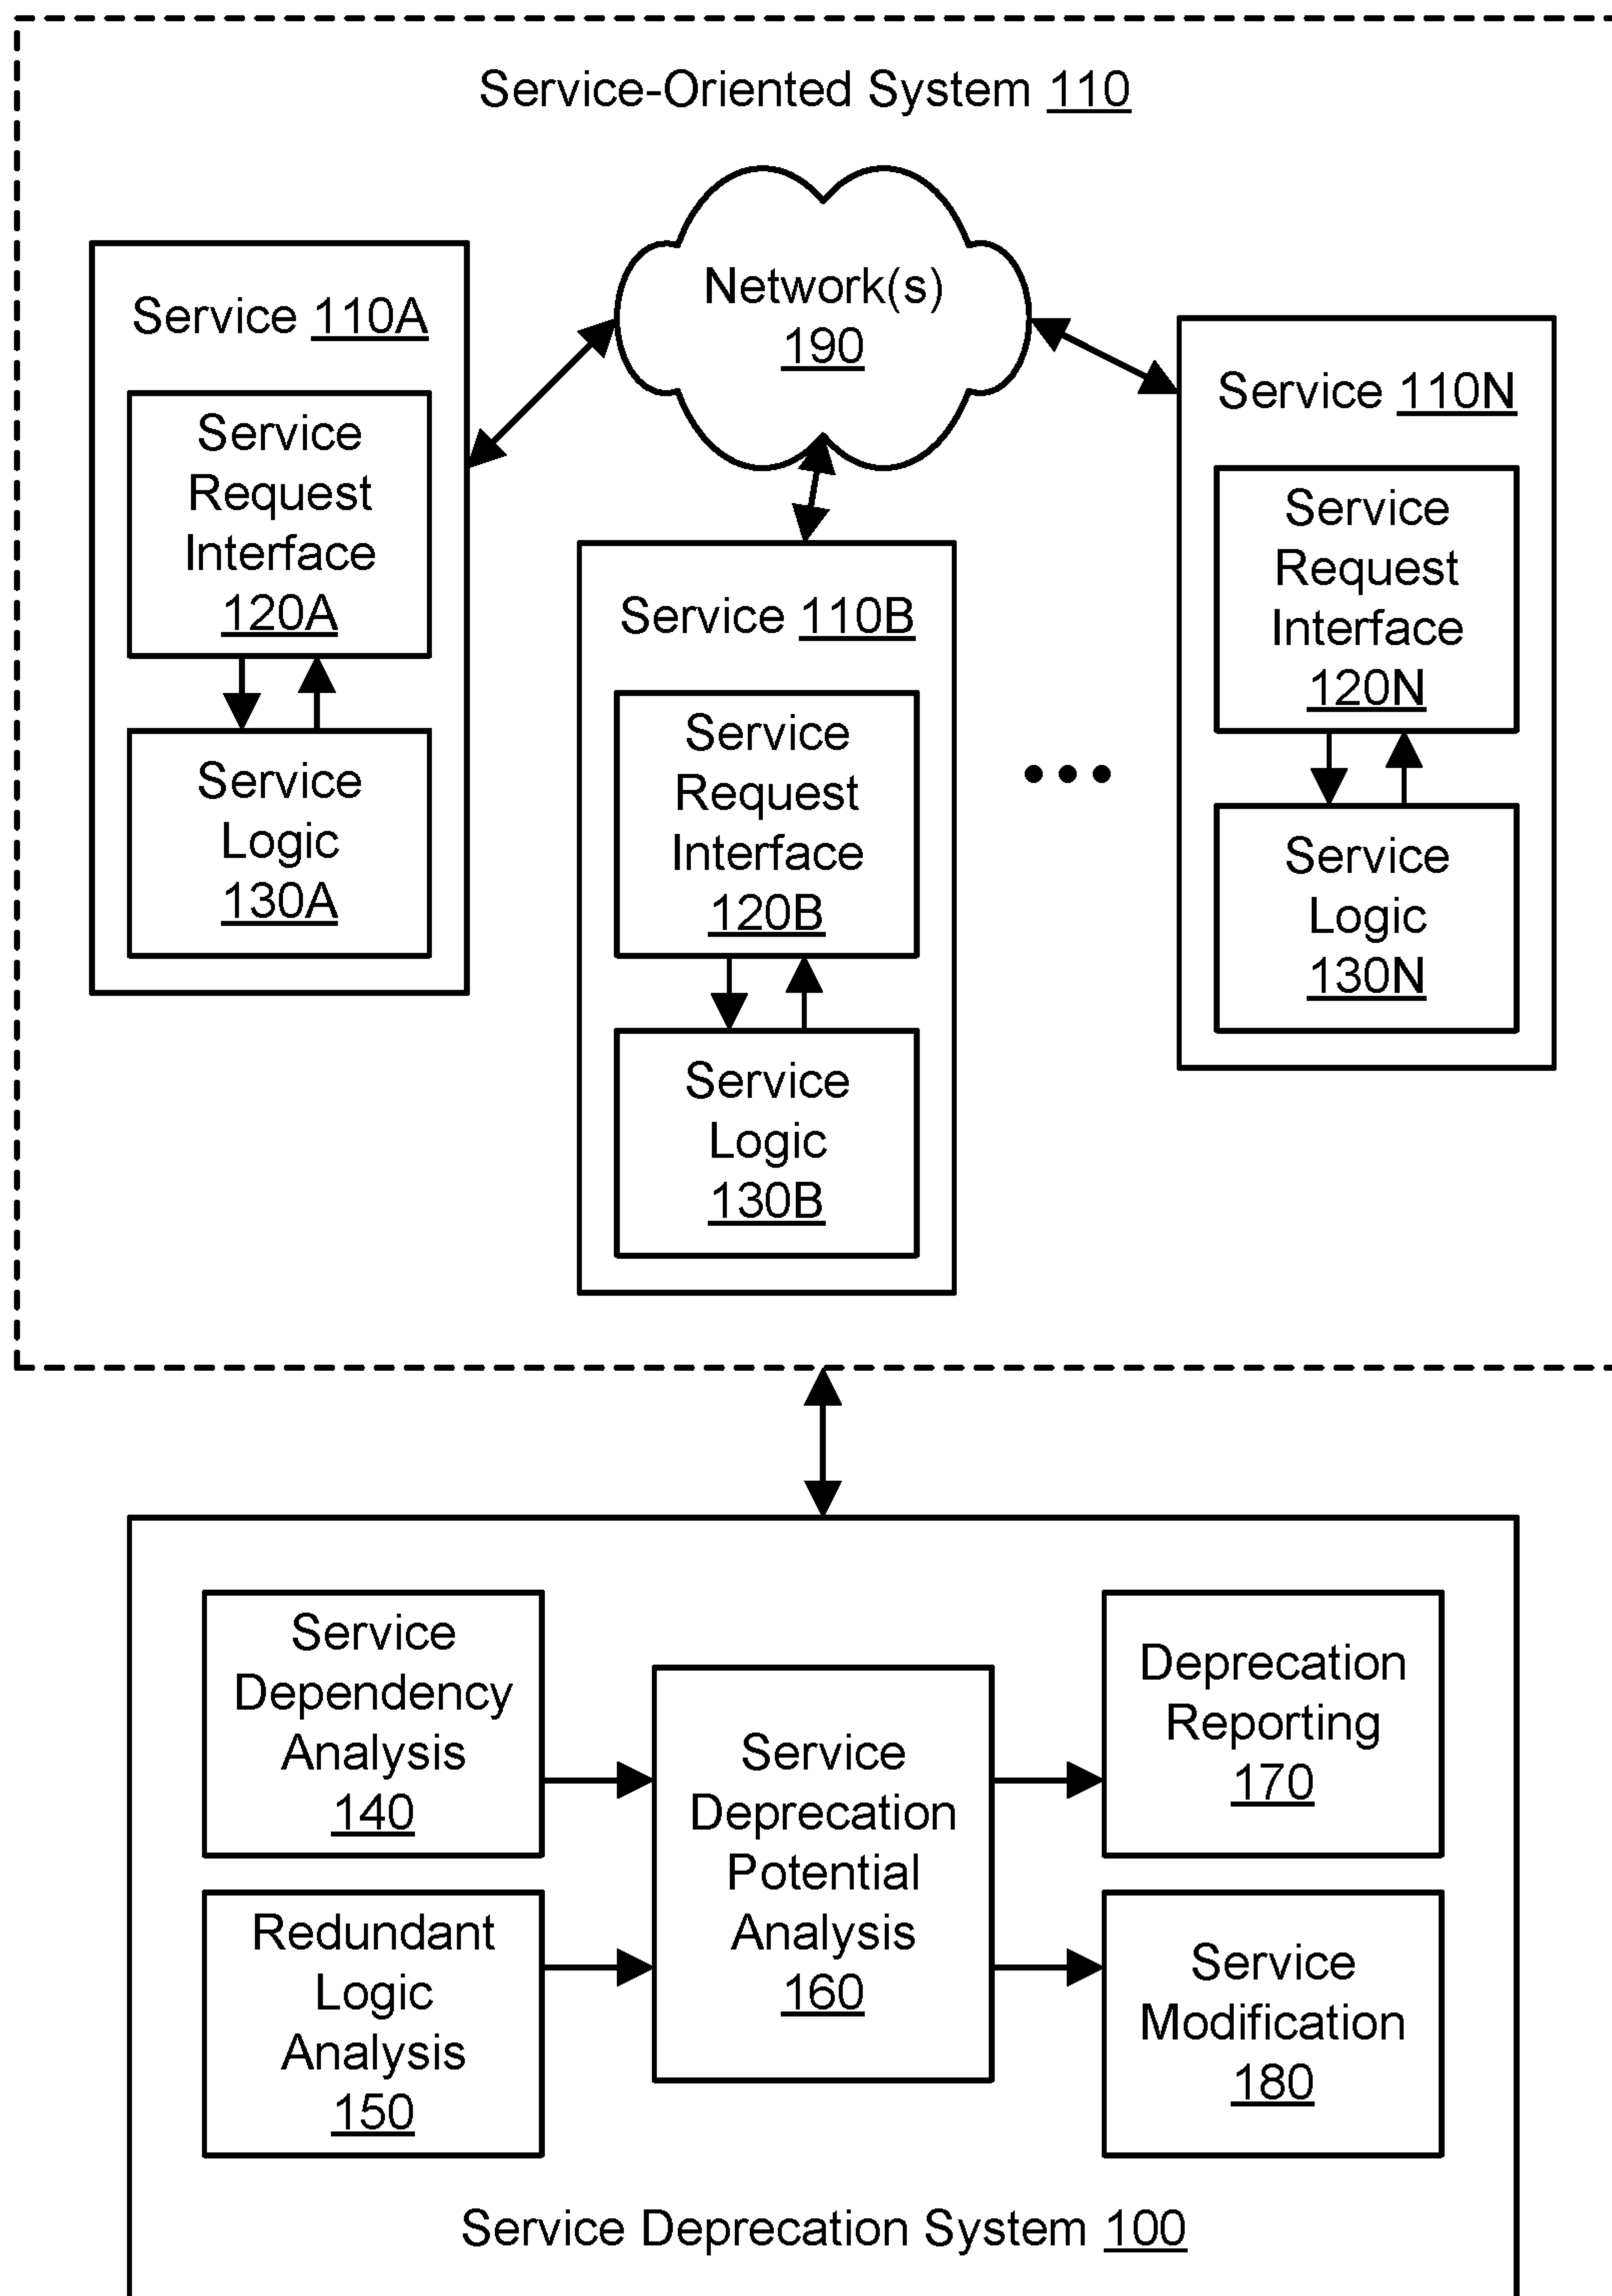 Service-Oriented System 110
Network(s)
190
Service 110A
Service
Request
Interface
120A
Service
Logic
130A
Service 110B
Service
Request
Interface
120B
Service
Logic
130B
Service 110N
Service
Request
Interface
120N
Service
Logic
130N
Service
Dependency
Analysis
140
Redundant
Logic
Analysis
150
Service
Deprecation
Potential
Analysis
160
Deprecation
Reporting
170
Service
Modification
180
Service Deprecation System 100